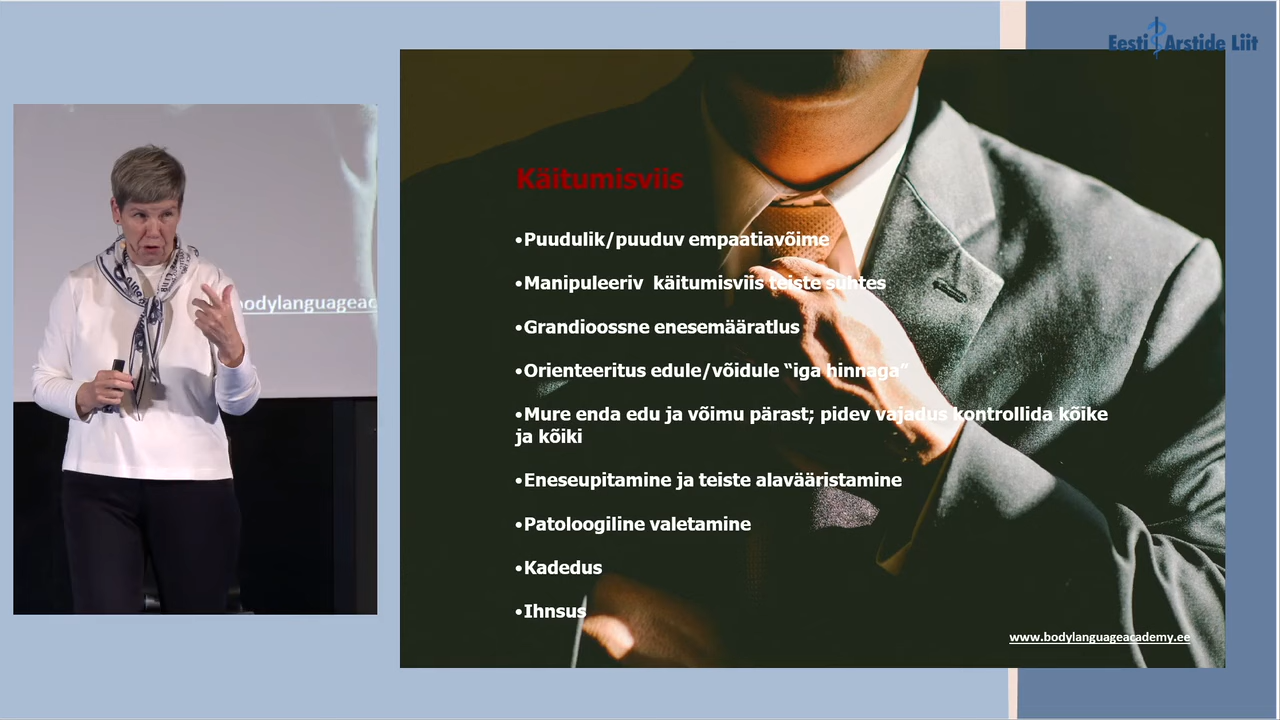 Eesti Arstide Liit
Käitumisviis
•Puudulik/puuduv empaatiavõime
•Manipuleeriv käitumisviis teiste suhtes
•Grandioossne enesemääratlus
•Orienteeritus edule/võidule “iga hinnaga”
•Mure enda edu ja võimu pärast; pidev vajadus kontrollida kõike
ja kõiki
•Eneseupitamine ja teiste alavääristamine
•Patoloogiline valetamine
•Kadedus
•Ihnsus
www.bodylanguageacademy.ee
bodylanguageac